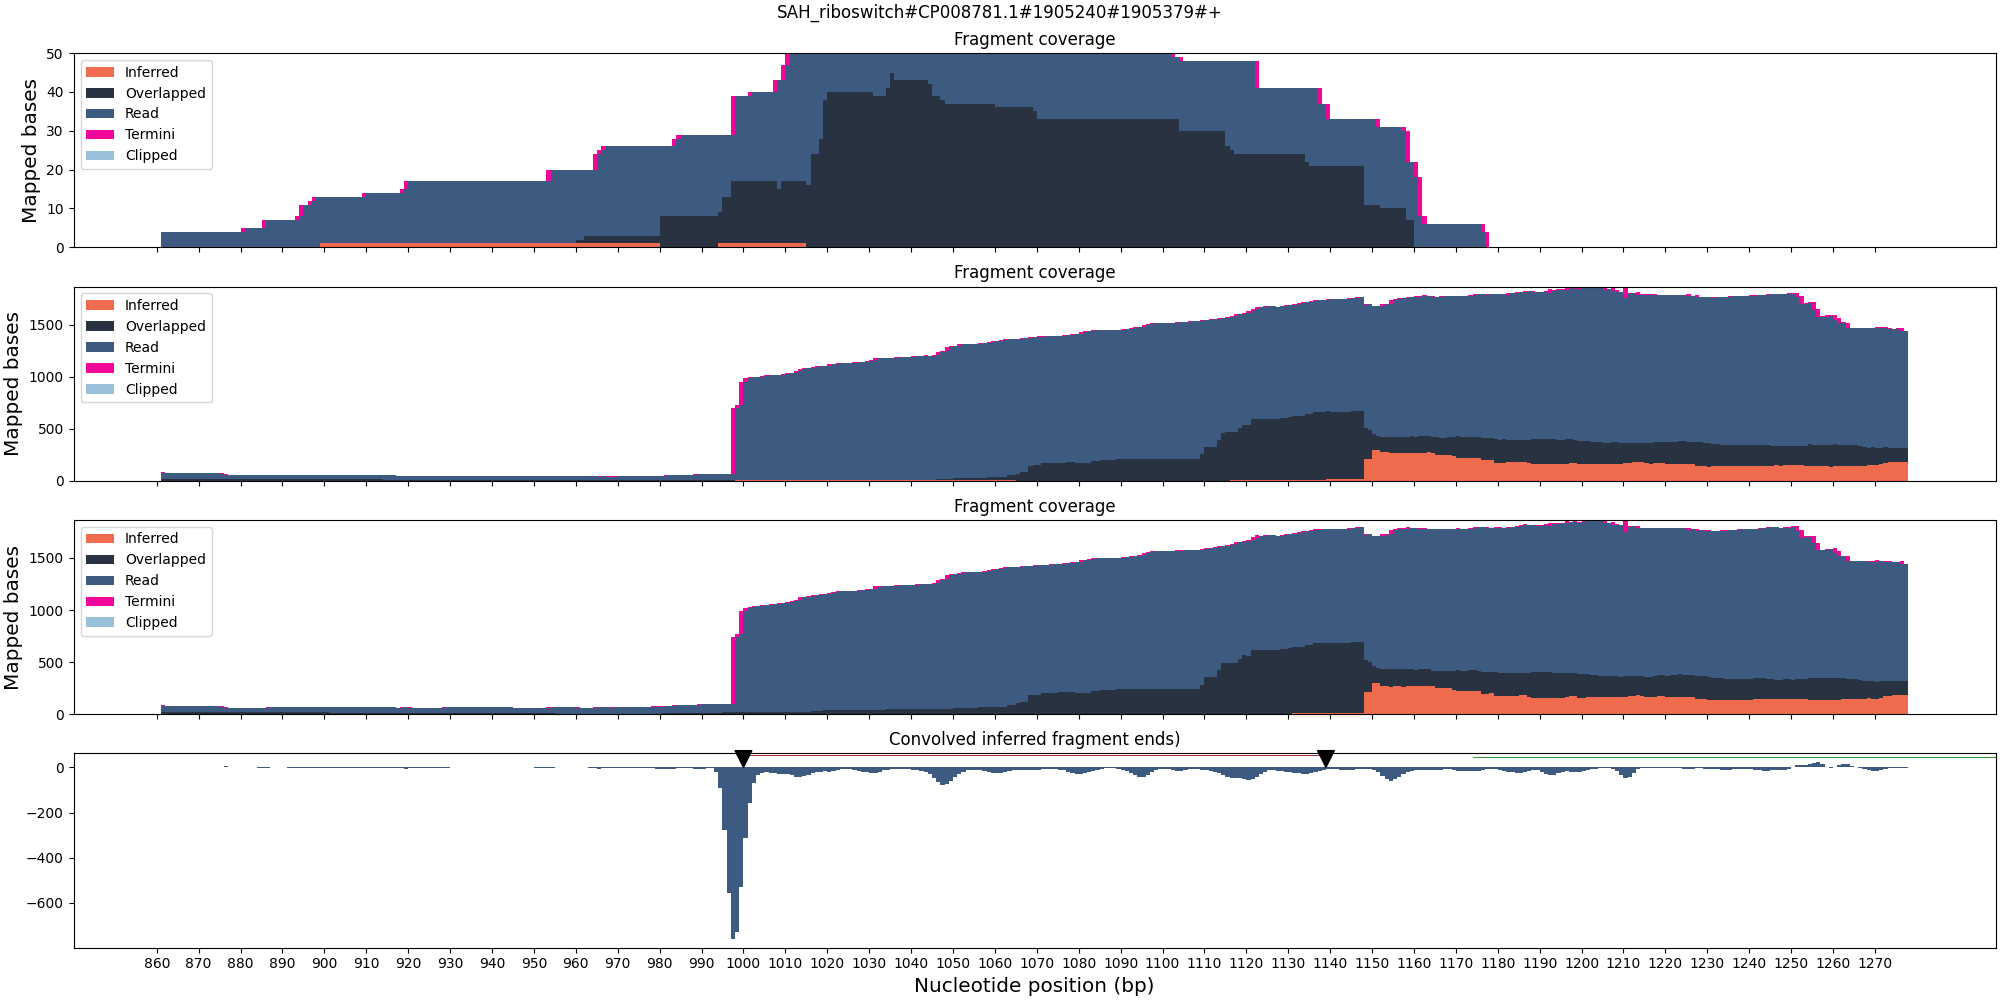 SAH_riboswitch#CP008781.1#1905240#1905379#+
Fragment coverage
Mapped bases
50
40
30
20
10
0
Inferred
Overlapped
Read
Termini
Clipped
Fragment coverage
Mapped bases
1500
1000
500
0
Inferred
Overlapped
Read
Termini
Clipped
Fragment coverage
Mapped bases
1500
1000
500
0
Inferred
Overlapped
Read
Termini
Clipped
Convolved inferred fragment ends)
0
−200
−400
−600
860 870 880 890 900 910 920 930 940 950 960 970 980 990 1000 1010 1020 1030 1040 1050 1060 1070 1080 1090 1100 1110 1120 1130 1140 1150 1160 1170 1180 1190 1200 1210 1220 1230 1240 1250 1260 1270
Nucleotide position (bp)